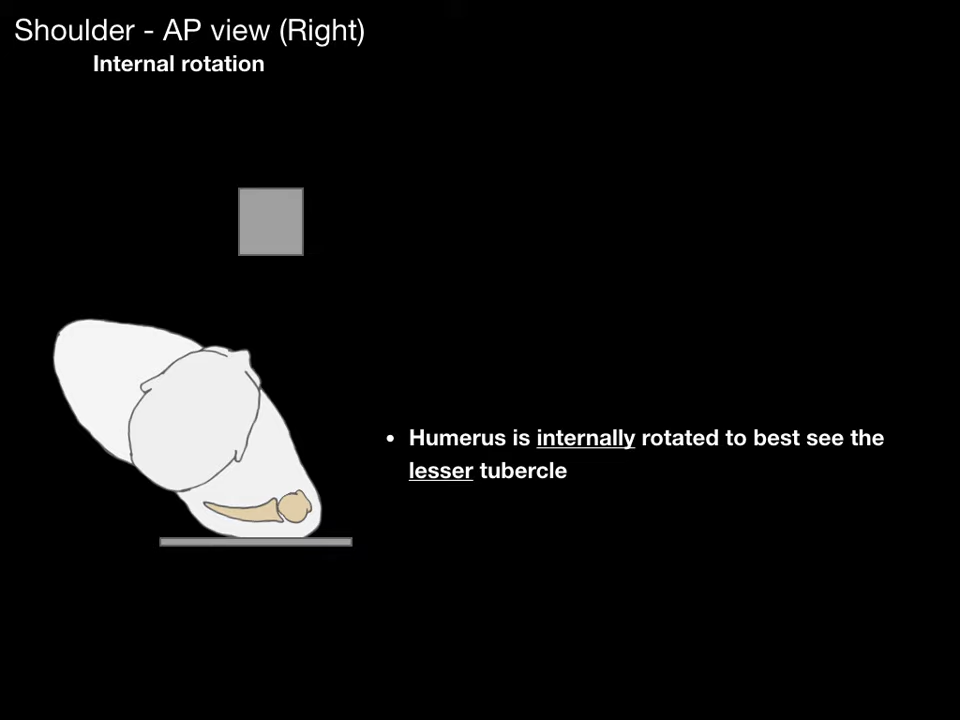 Shoulder - AP view (Right)
Internal rotation
• Humerus is internally rotated to best see the
lesser tubercle